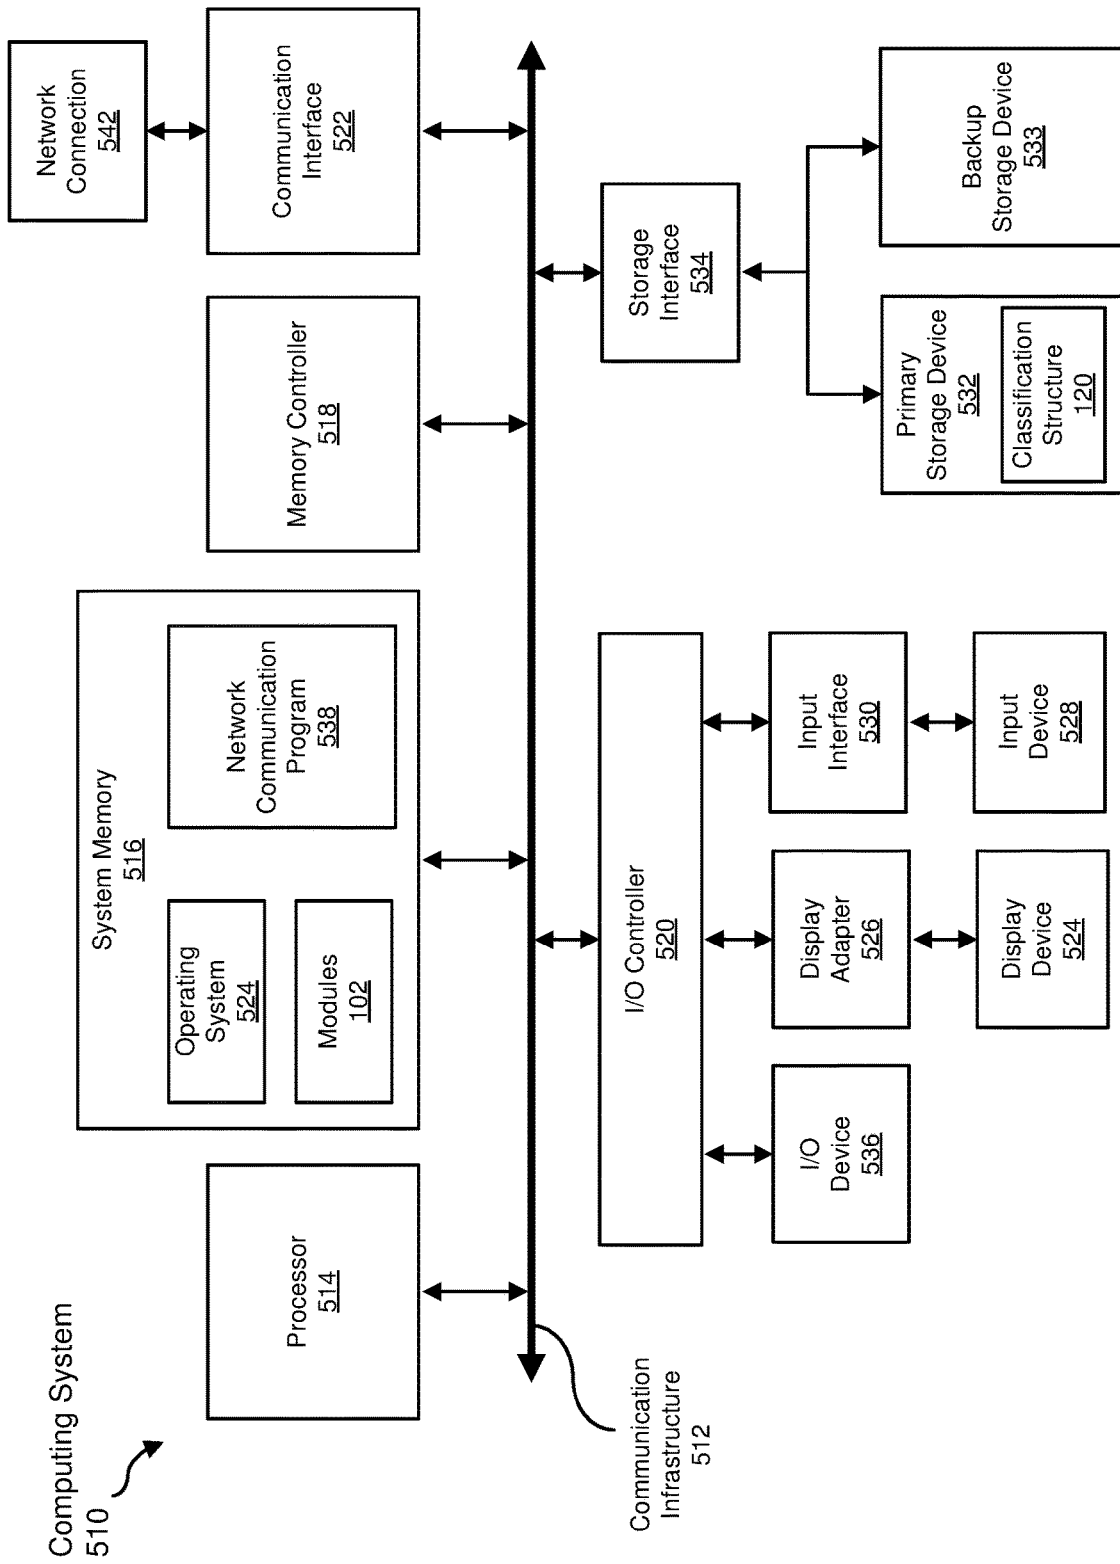 Computing System
510
Processor
514
System Memory
516
Operating
System
524
Modules
102
Network
Communication
Program
538
Memory Controller
518
Communication
Interface
522
Network
Connection
542
Communication
Infrastructure
512
I/O Controller
520
I/O
Device
536
Display
Adapter
526
Display
Device
524
Input
Interface
530
Input
Device
528
Storage
Interface
534
Primary
Storage Device
532
Classification
Structure
120
Backup
Storage Device
533